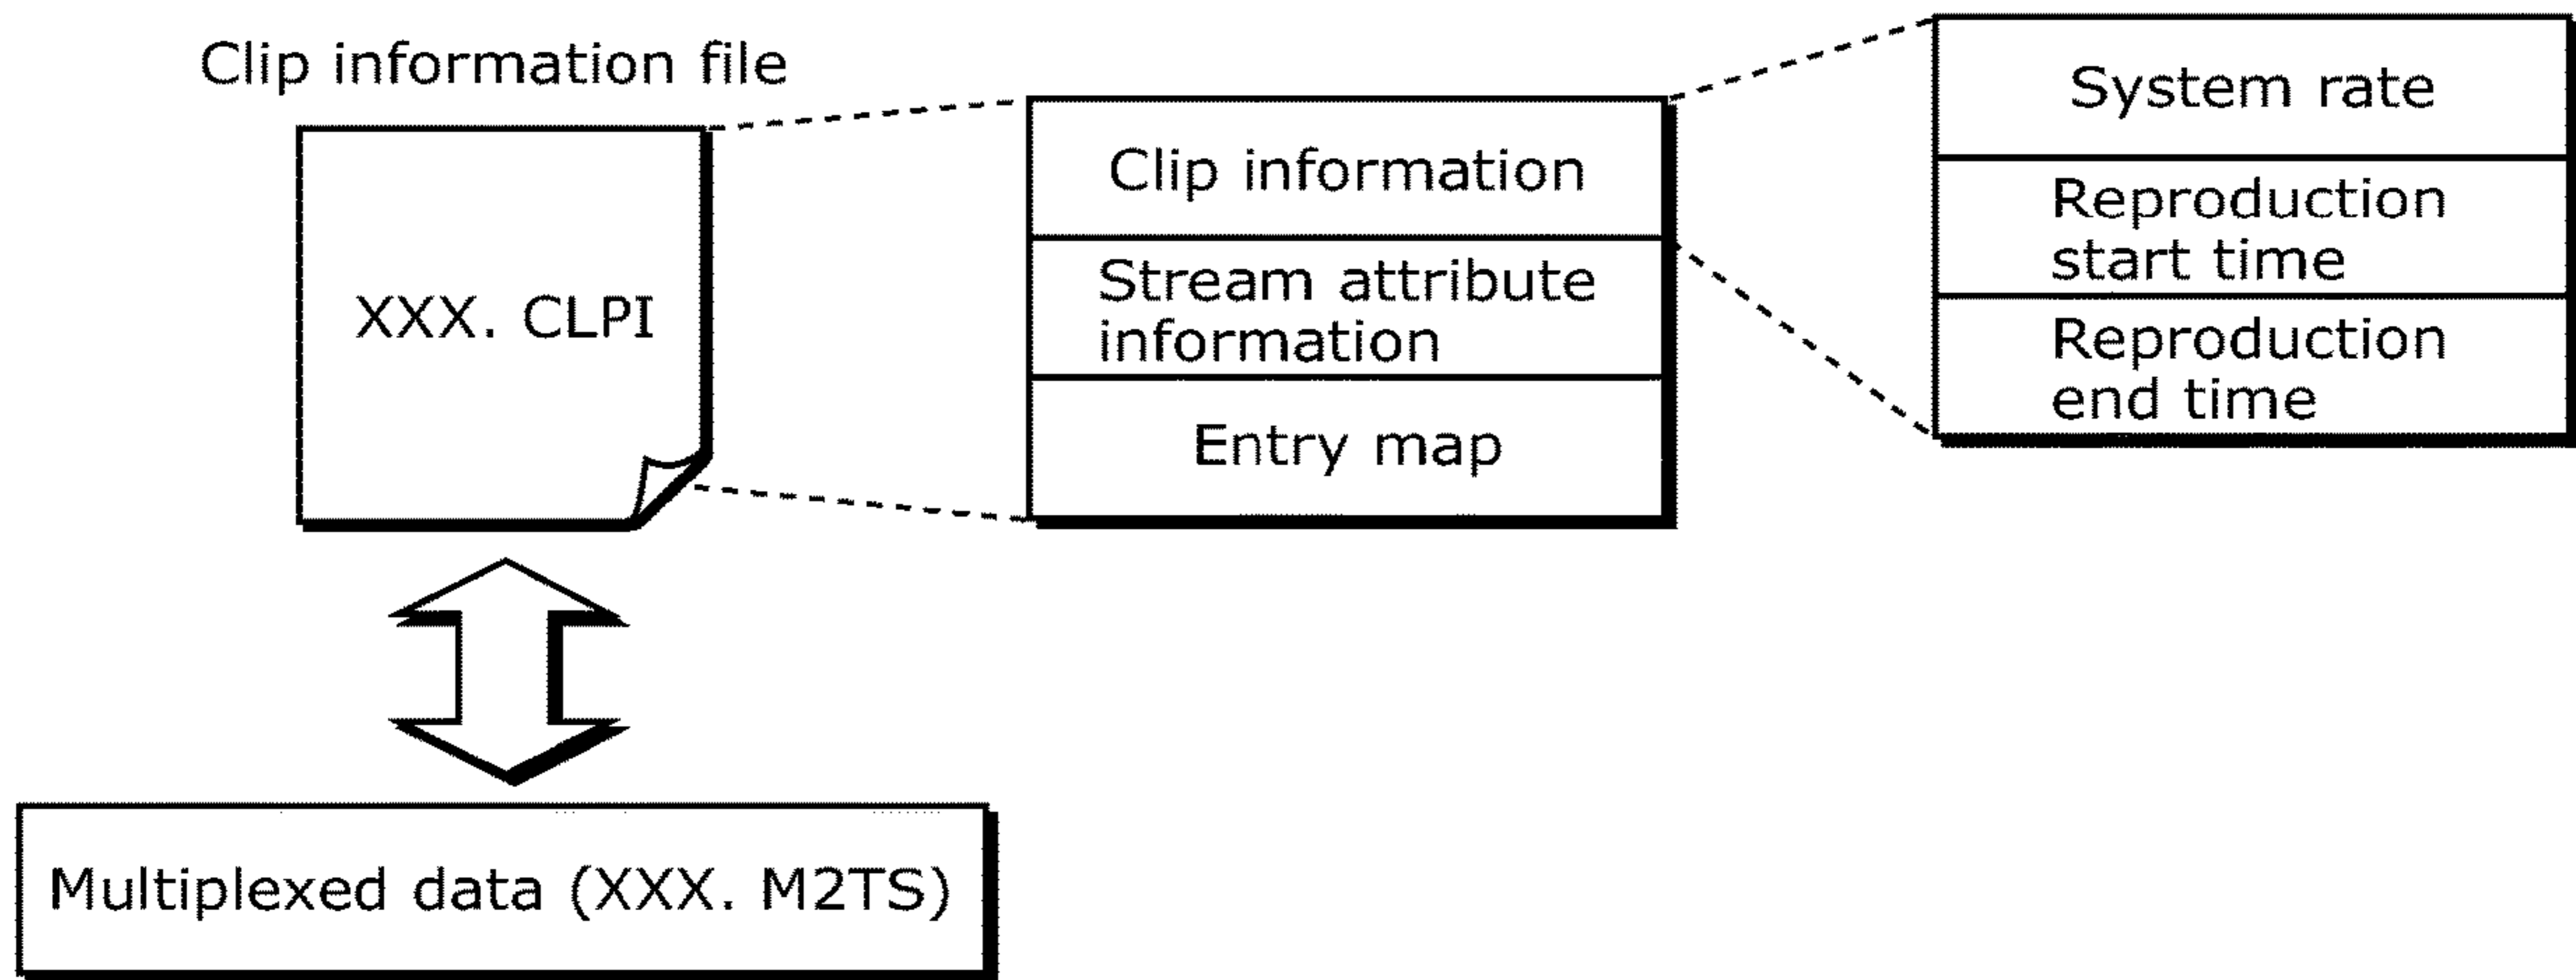 Clip information file
XXX. CLPI
Multiplexed data (XXX. M2TS)
Clip information
Stream attribute
information
Entry map
System rate
Reproduction
start time
Reproduction
end time